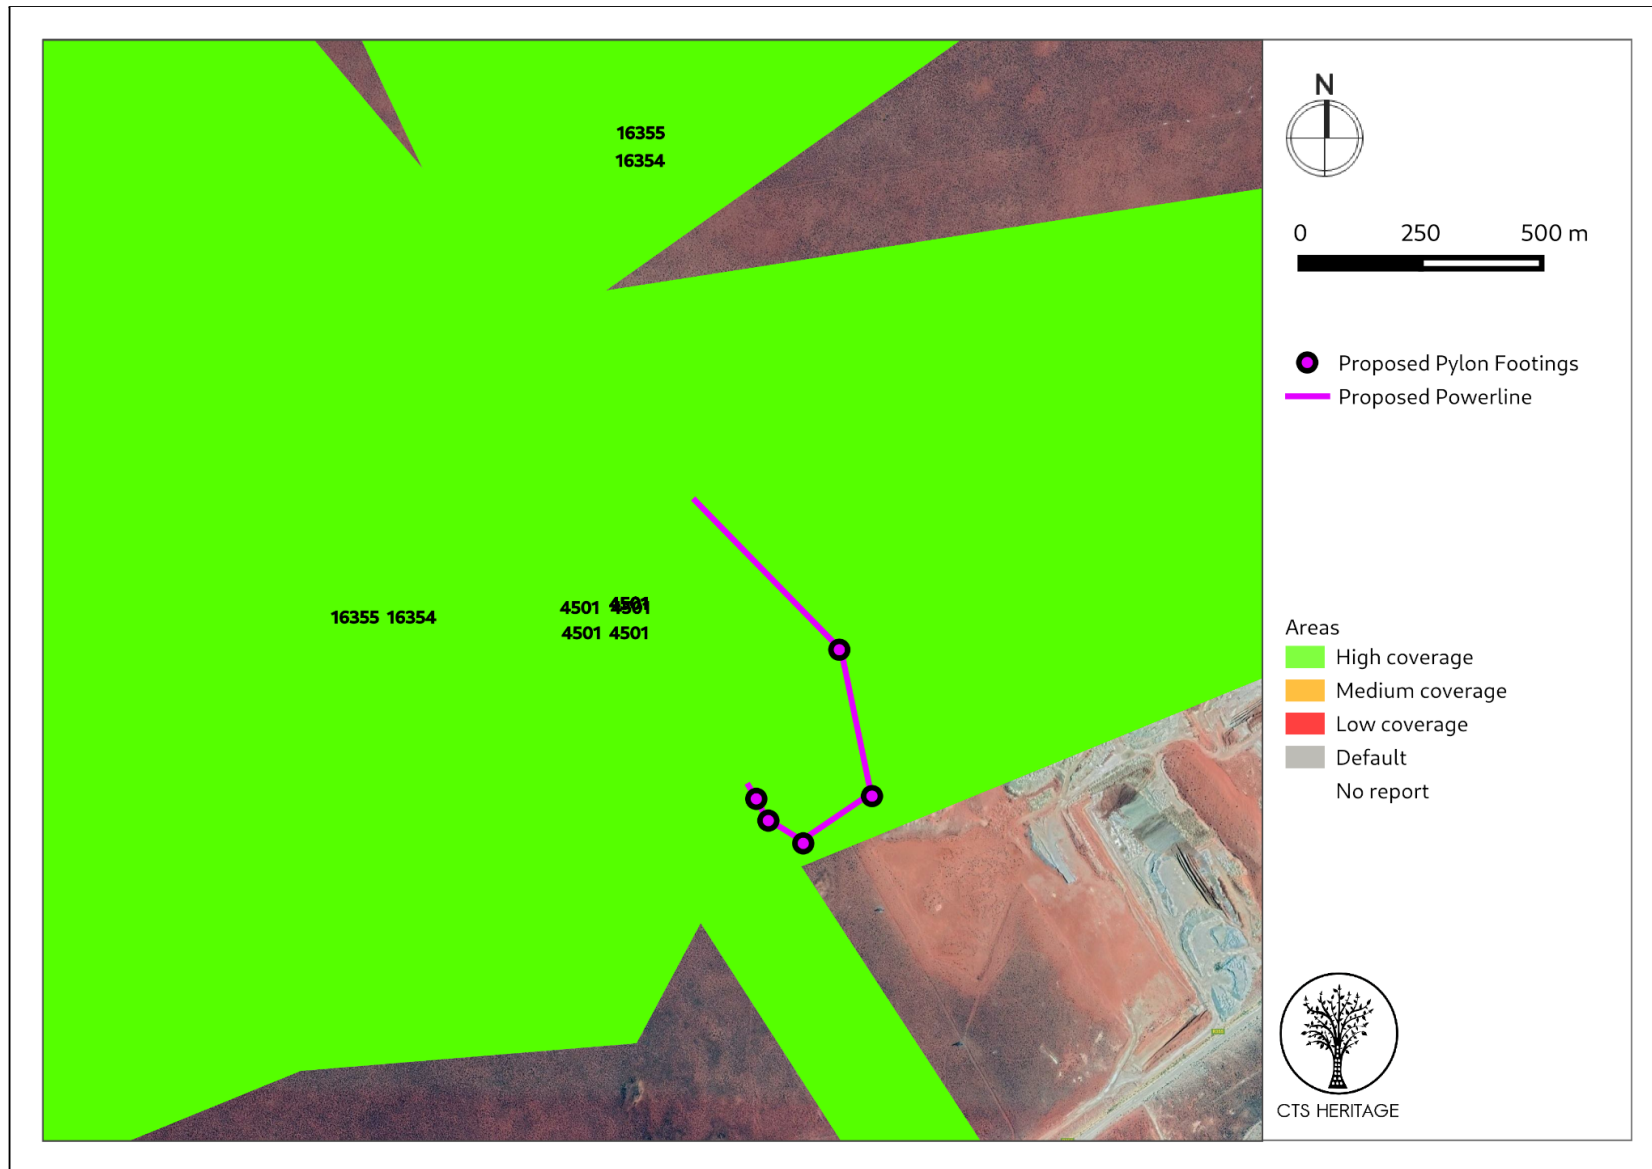 16355
16354
16355 16354
4501 4501
4501
4501 4501
N
0 250 500 m
Proposed Pylon Footings
Proposed Powerline
Areas
High coverage
Medium coverage
Low coverage
Default
No report
CTS HERITAGE